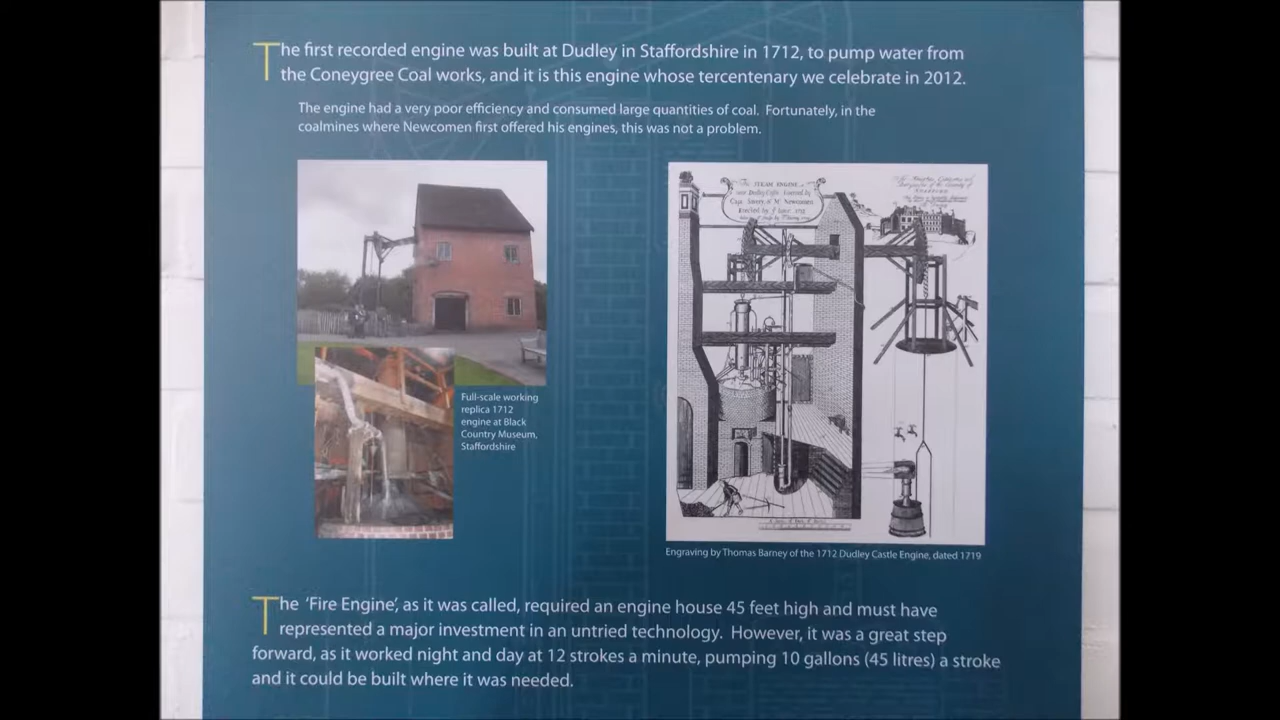 The first recorded engine was built at Dudley in Staffordshire in 1712, to pump water from
the Coneygree Coal works, and it is this engine whose tercentenary we celebrate in 2012.
The engine had a very poor efficiency and consumed large quantities of coal. Fortunately, in the
coalmines where Newcomen first offered his engines, this was not a problem.
The STEAM ENGINE
near Dudley Castle
Full-scale working
replica 1712
engine at Black
Country Museum,
Staffordshire
Engraving by Thomas Barney of the 1712 Dudley Castle Engine, dated 1719
The ‘Fire Engine’, as it was called, required an engine house 45 feet high and must have
represented a major investment in an untried technology. However, it was a great step
forward, as it worked night and day at 12 strokes a minute, pumping 10 gallons (45 litres) a stroke
and it could be built where it was needed.